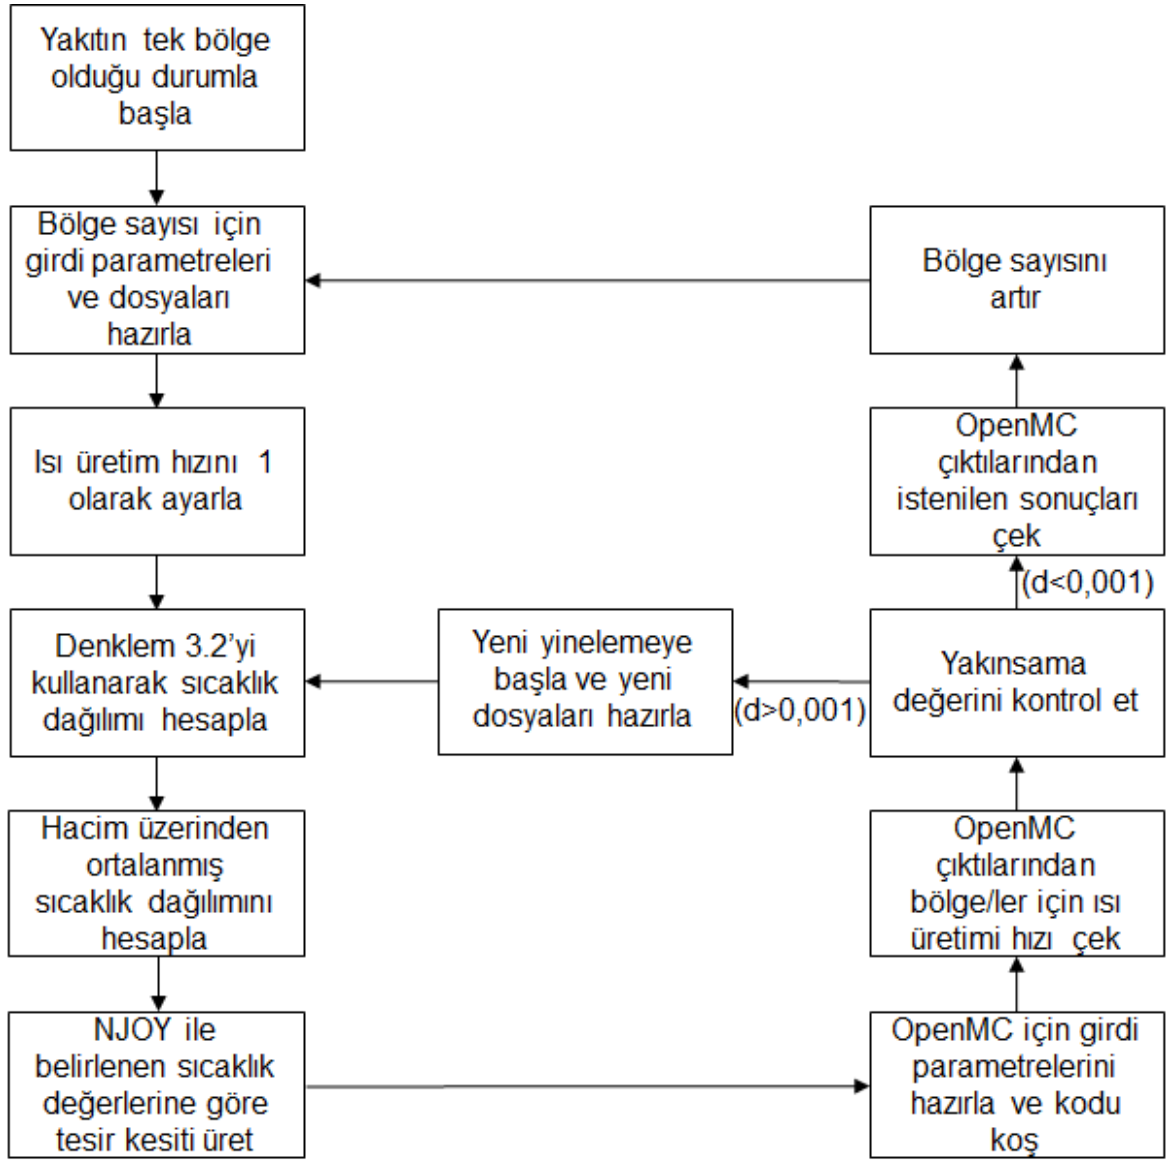 Yakıtın tek bölge
olduğu durumla
başla
Bölge sayısı için
girdi parametreleri
ve dosyaları
hazırla
Isı üretim hızını 1
olarak ayarla
Denklem 3.2’yi
kullanarak sıcaklık
dağılımı hesapla
Hacim üzerinden
ortalanmış
sıcaklık dağılımını
hesapla
NJOY ile
belirlenen sıcaklık
değerlerine göre
tesir kesiti üret
OpenMC için girdi
parametrelerini
hazırla ve kodu
koş
OpenMC
çıktılarından
bölge/ler için ısı
üretimi hızı çek
Yakınsama
değerini kontrol et
(d>0,001)
Yeni yinelemeye
başla ve yeni
dosyaları hazırla
(d<0,001)
OpenMC
çıktılarından
istenilen sonuçları
çek
Bölge sayısını
artır